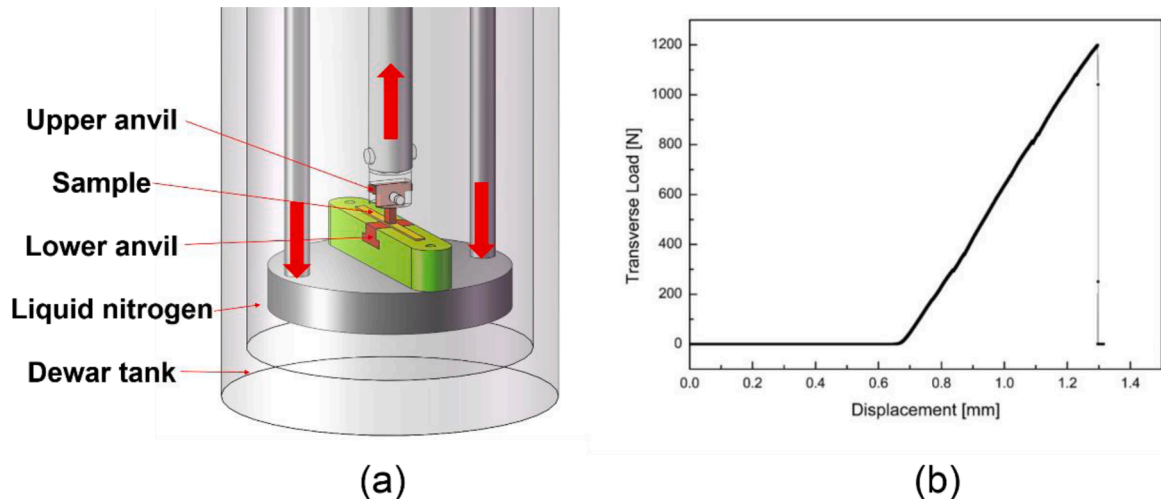 Upper anvil
Sample
Lower anvil
Liquid nitrogen
Dewar tank
(a)
Transverse Load [N]
1200
1000
800
600
400
200
0
0.0 0.2 0.4 0.6 0.8 1.0 1.2 1.4
Displacement [mm]
(b)